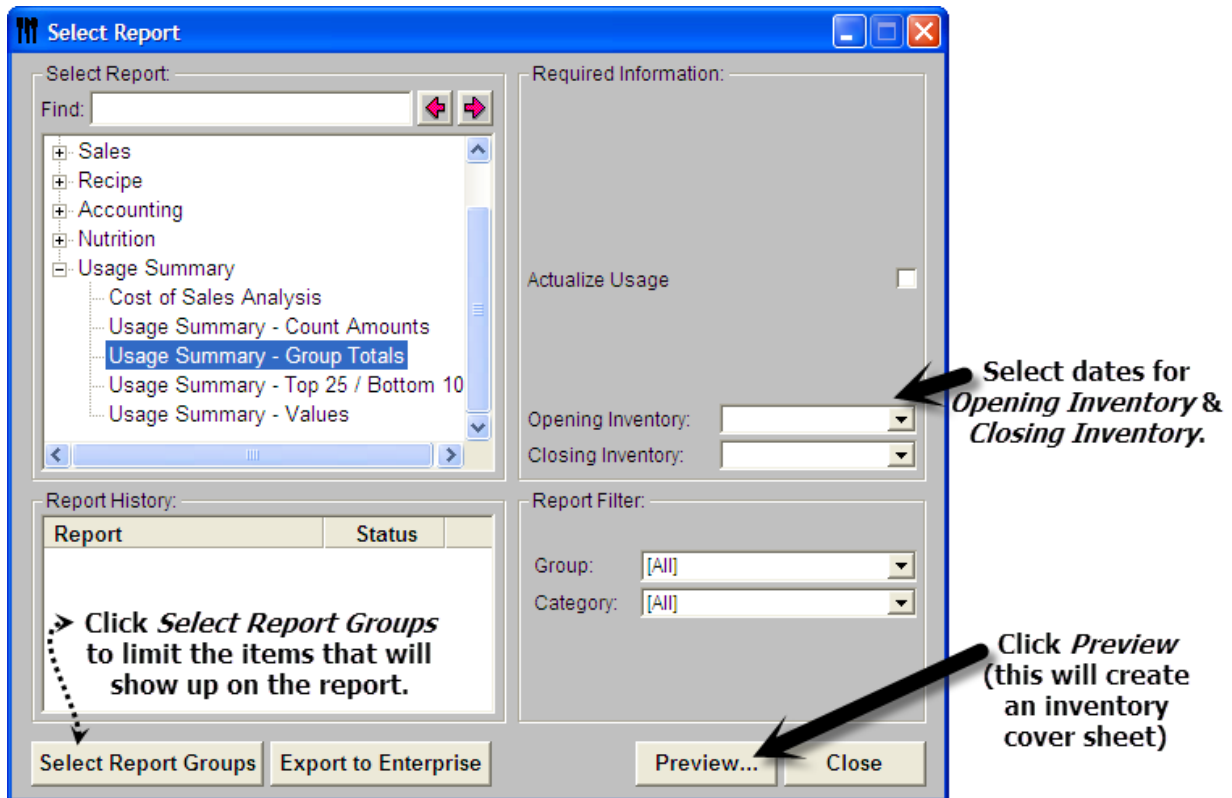 Select Report
Select Report:
Find:
Sales
Recipe
Accounting
Nutrition
Usage Summary
Cost of Sales Analysis
Usage Summary - Count Amounts
Usage Summary - Group Totals
Usage Summary - Top 25 / Bottom 10
Usage Summary - Values
Required Information:
Actualize Usage
Opening Inventory:
Closing Inventory:
Select dates for
Opening Inventory &
Closing Inventory.
Report History:
Report Status
Click Select Report Groups
to limit the items that will
show up on the report.
Report Filter:
Group: [All]
Category: [All]
Click Preview
(this will create
an inventory
cover sheet)
Select Report Groups
Export to Enterprise
Preview...
Close